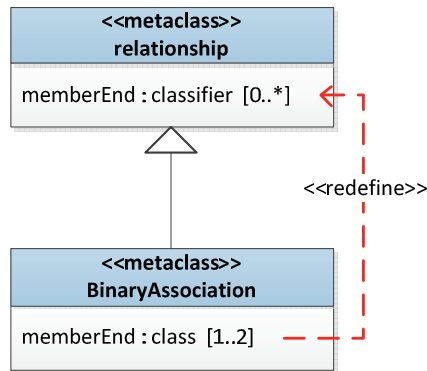 <<metaclass>>
relationship
memberEnd : classifier [0..*]
<<redefine>>
<<metaclass>>
BinaryAssociation
memberEnd : class [1..2]